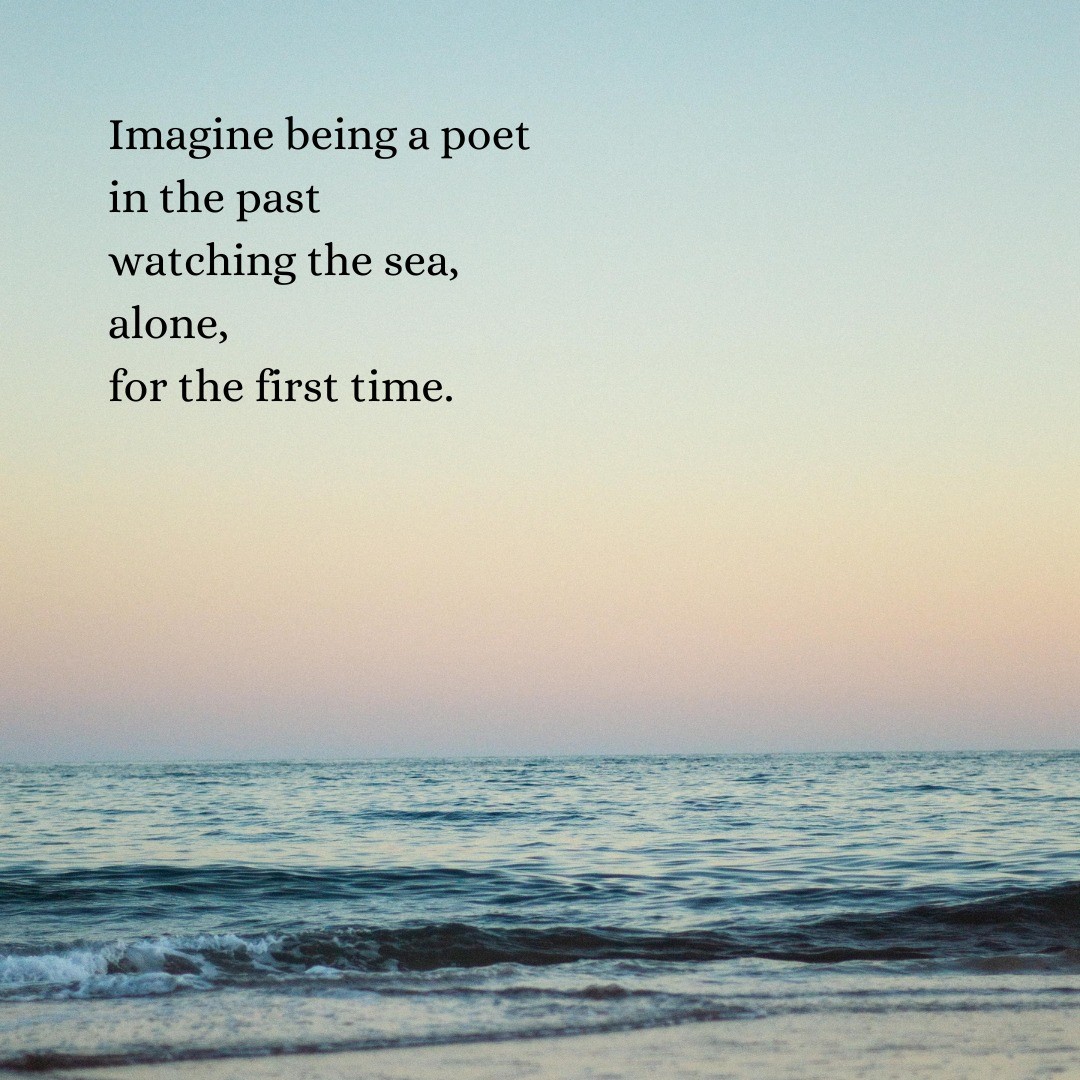 Imagine being a poet
in the past
watching the sea,
alone,
for the first time.